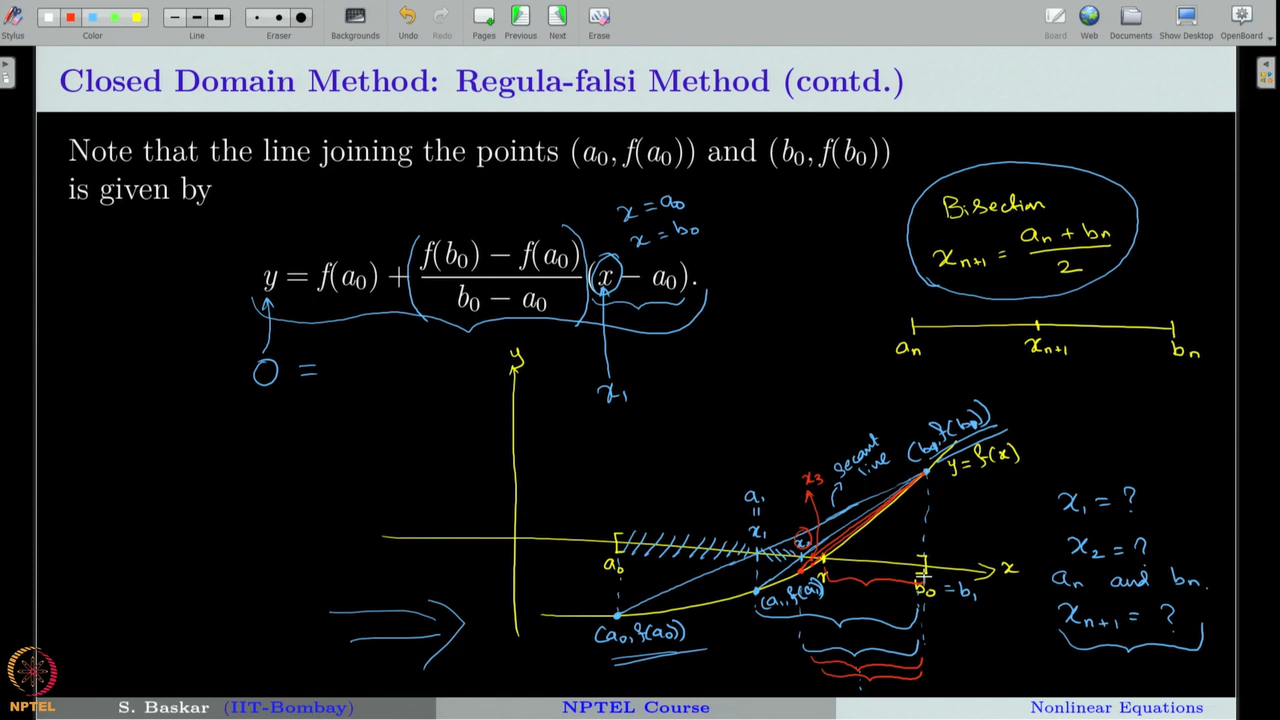 Stylus
Color
Line
Eraser
Backgrounds
Undo
Redo
Pages
Previous
Next
Erase
Board
Web
Documents
Show Desktop
OpenBoard
Closed Domain Method: Regula-falsi Method (contd.)
Note that the line joining the points (a₀, f(a₀)) and (b₀, f(b₀))
is given by
x = a₀
x = b₀
y = f(a₀) + (f(b₀) − f(a₀)) / (b₀ − a₀) (x − a₀).
0 =
x₁
Bisection
xₙ₊₁ = (aₙ + bₙ) / 2
aₙ xₙ₊₁ bₙ
y
(b₀, f(b₀))
secant
line
y = f(x)
x₃
a₁
=
x₁
x₂
a₀
r
x
b₀ = b₁
(a₁, f(a₁))
(a₀, f(a₀))
x₁ = ?
x₂ = ?
aₙ and bₙ.
xₙ₊₁ = ?
NPTEL
S. Baskar (IIT-Bombay)
NPTEL Course
Nonlinear Equations